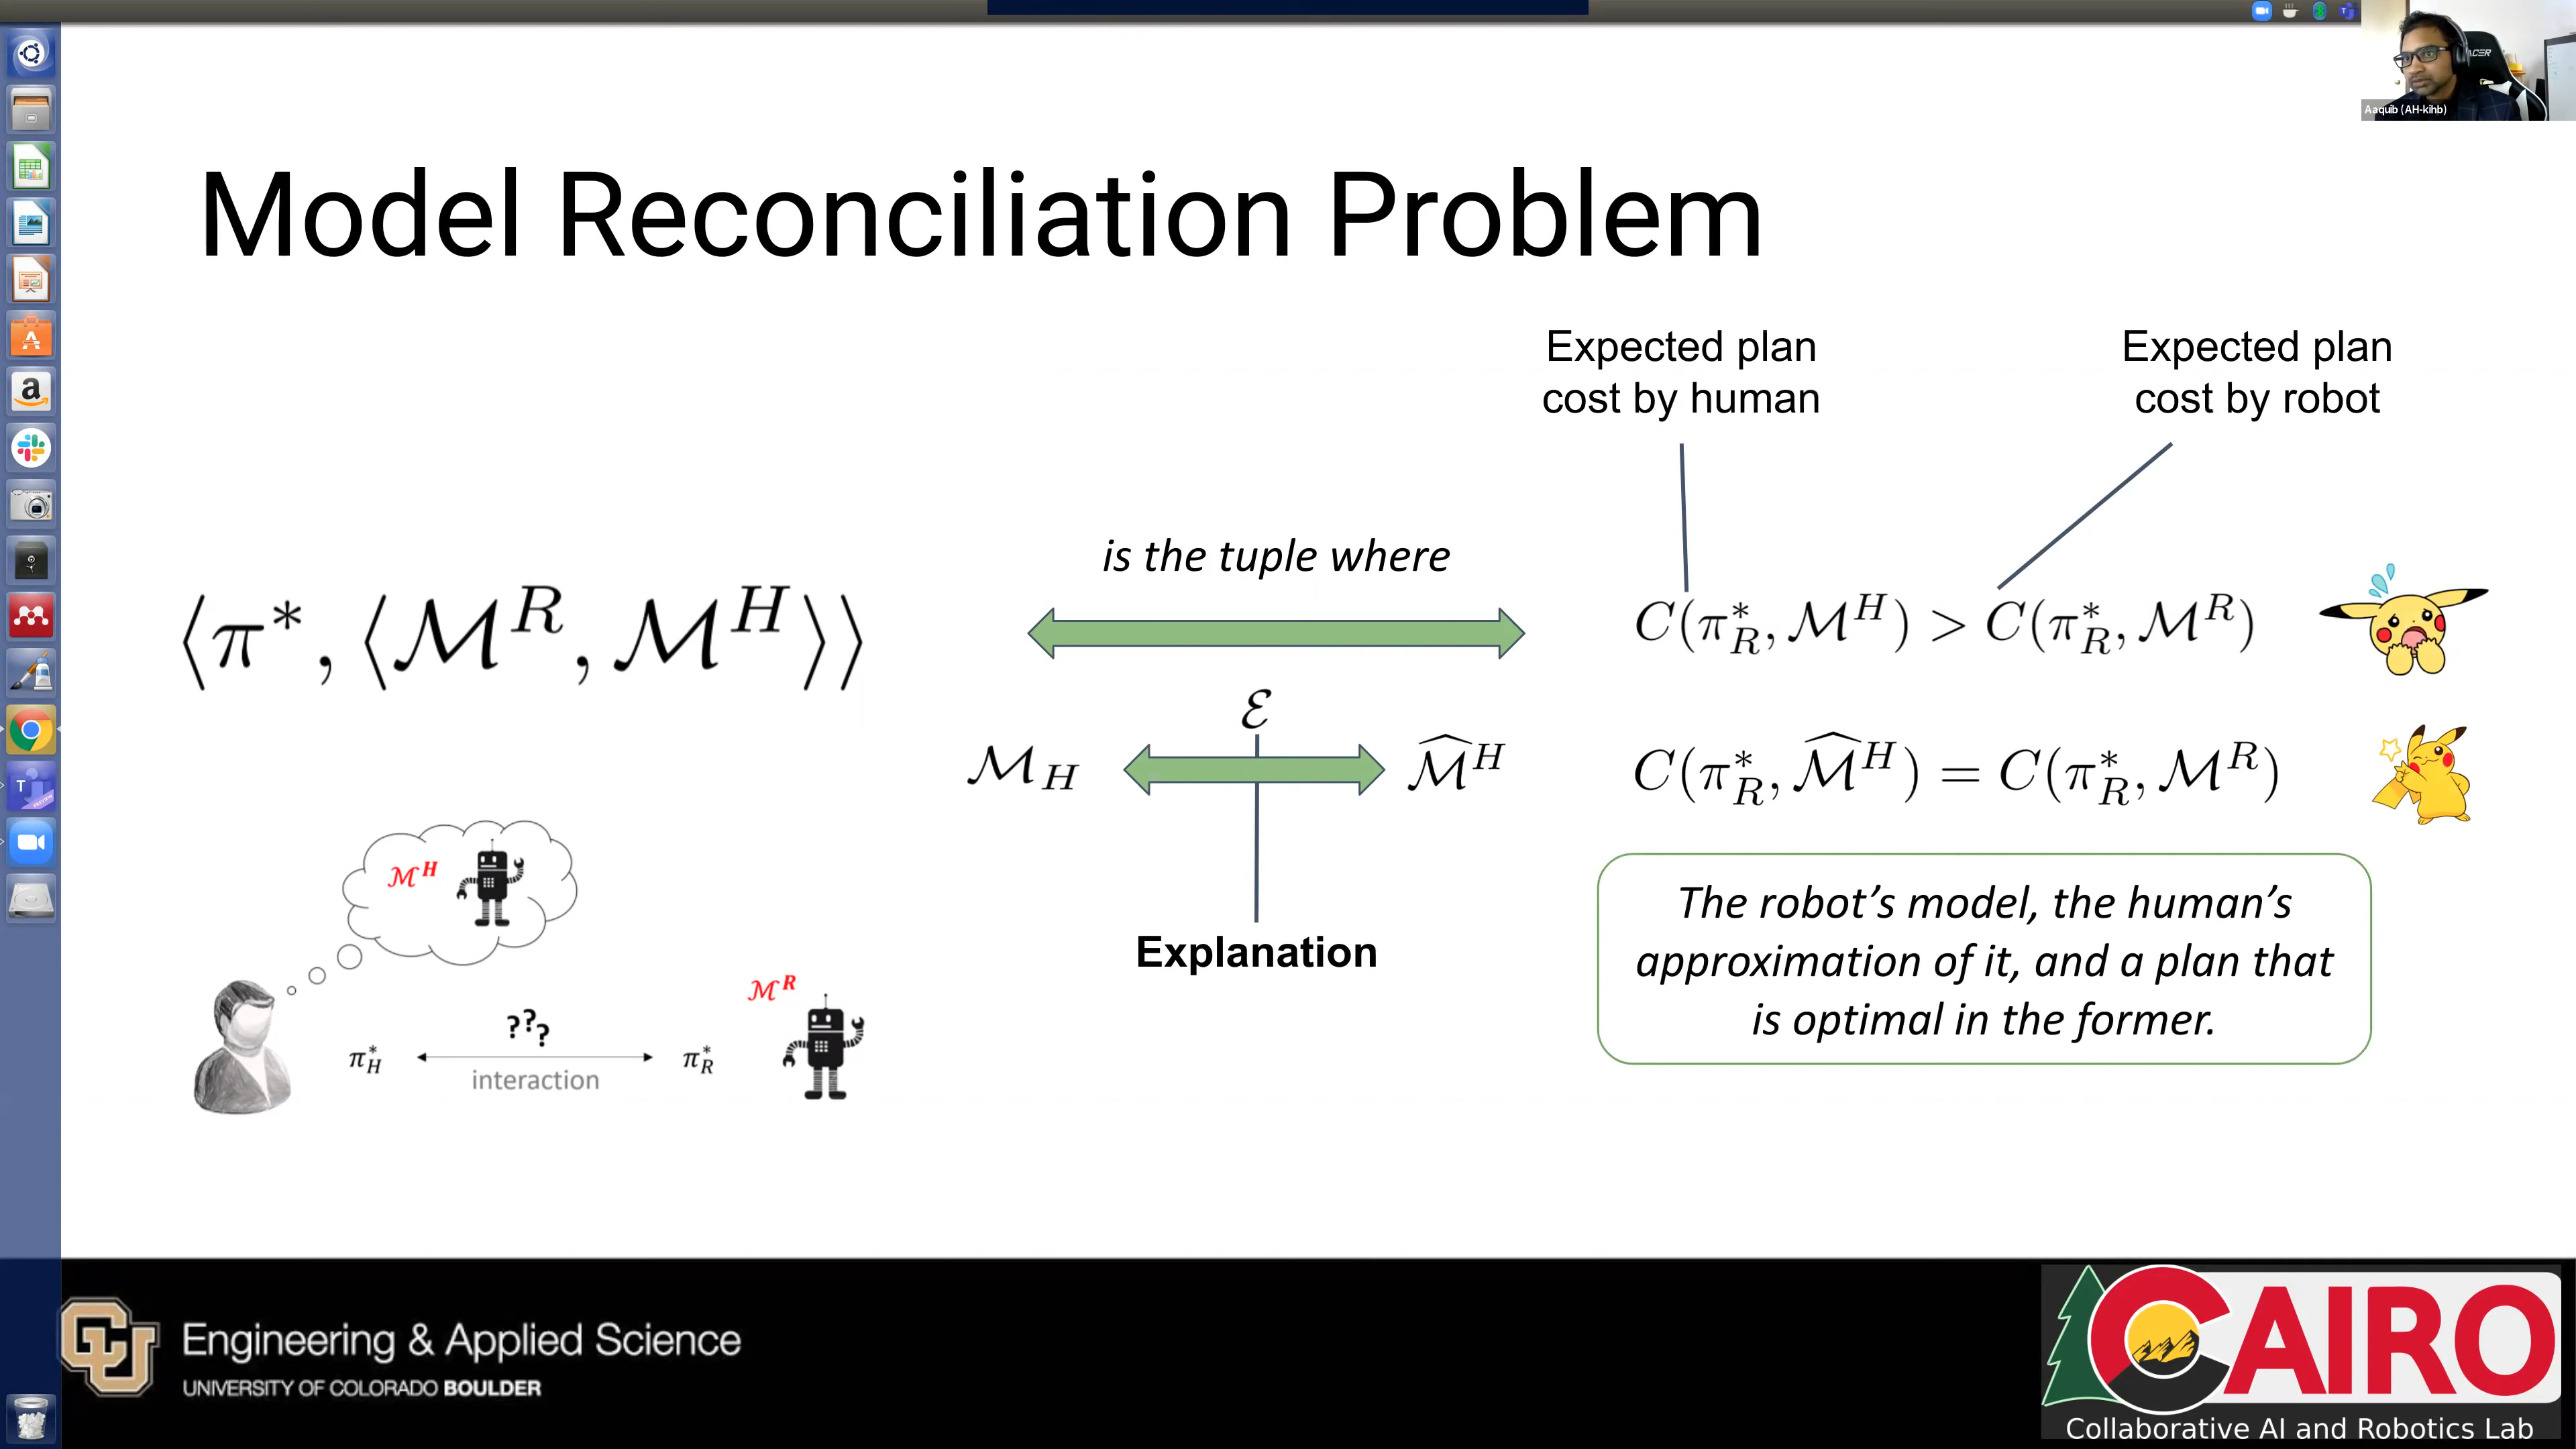 Aaquib (AH-kihb)
ACER
Model Reconciliation Problem
Expected plan
cost by human
Expected plan
cost by robot
is the tuple where
⟨π*, ⟨ℳ^R, ℳ^H⟩⟩
C(π*_R, ℳ^H) > C(π*_R, ℳ^R)
ℰ
ℳ_H
ℳ̂^H
C(π*_R, ℳ̂^H) = C(π*_R, ℳ^R)
Explanation
The robot’s model, the human’s
approximation of it, and a plan that
is optimal in the former.
ℳ^H
ℳ^R
???
π*_H
π*_R
interaction
CU
Engineering & Applied Science
UNIVERSITY OF COLORADO BOULDER
CAIRO
Collaborative AI and Robotics Lab